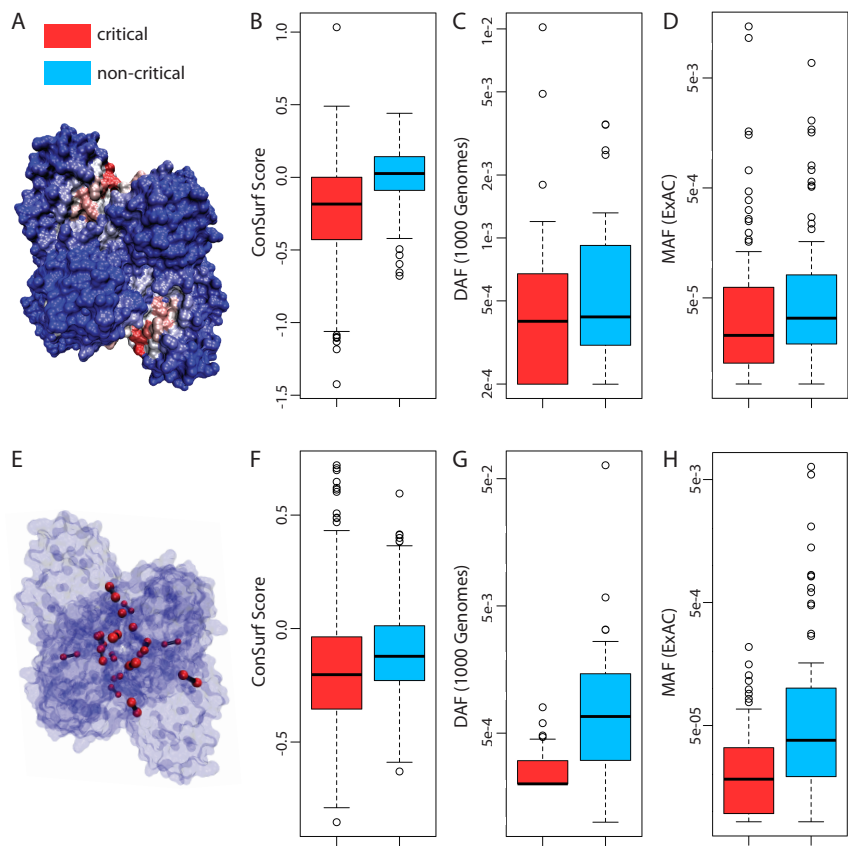 A
critical
non-critical
B
ConSurf Score
1.0
0.5
0.0
-0.5
-1.0
-1.5
C
DAF (1000 Genomes)
1e-2
5e-3
2e-3
1e-3
5e-4
2e-4
D
MAF (ExAC)
5e-3
5e-4
5e-5
E
F
ConSurf Score
0.5
0.0
-0.5
G
DAF (1000 Genomes)
5e-2
5e-3
5e-4
H
MAF (ExAC)
5e-3
5e-4
5e-05